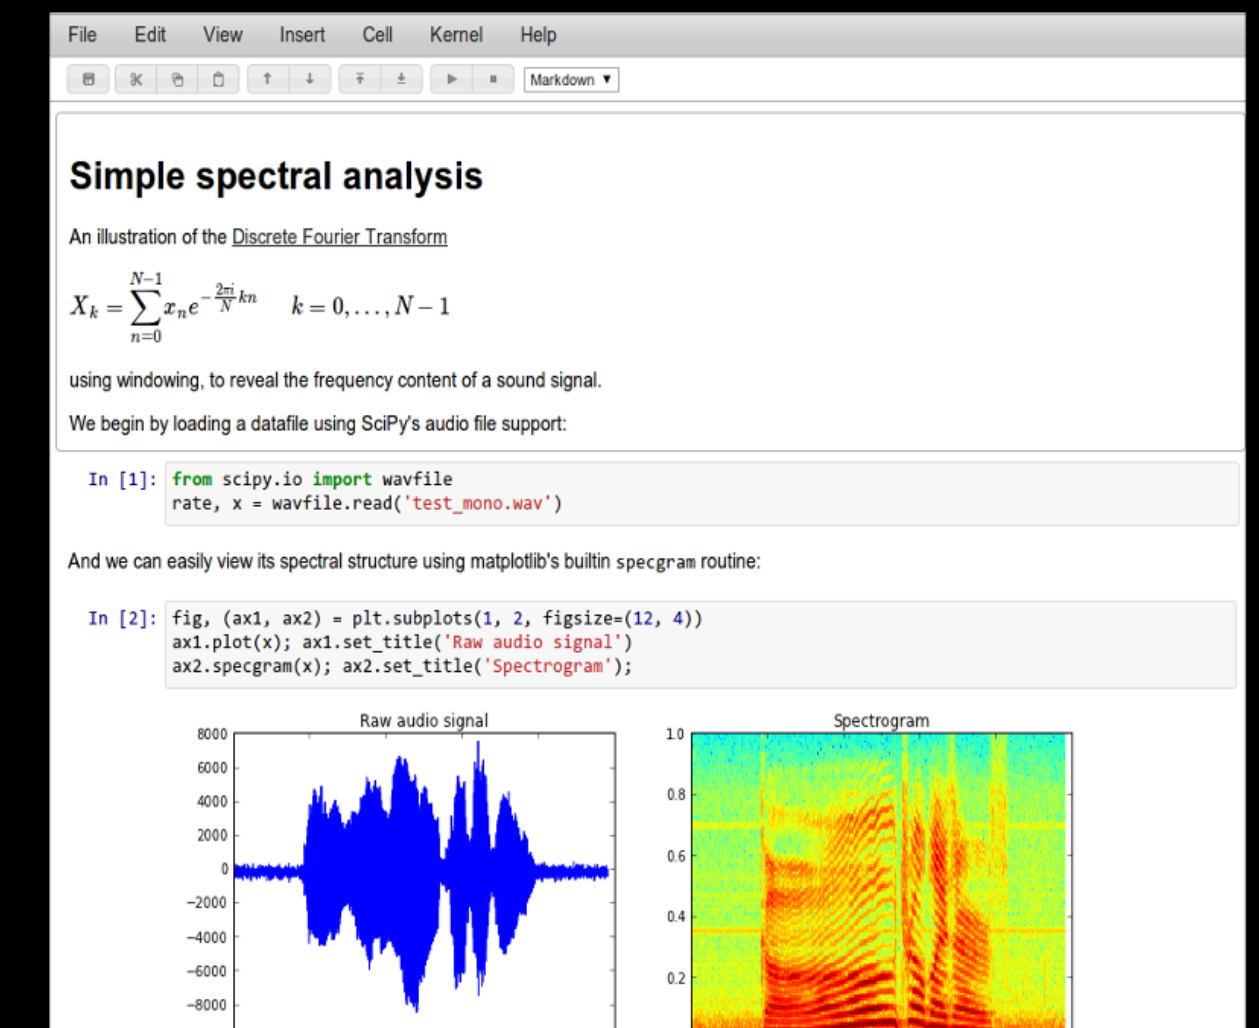 File Edit View Insert Cell Kernel Help
Markdown ▼
Simple spectral analysis
An illustration of the Discrete Fourier Transform
X_k = \sum_{n=0}^{N-1} x_n e^{-\frac{2\pi i}{N} kn} k = 0, \ldots, N − 1
using windowing, to reveal the frequency content of a sound signal.
We begin by loading a datafile using SciPy's audio file support:
In [1]: from scipy.io import wavfile
rate, x = wavfile.read('test_mono.wav')
And we can easily view its spectral structure using matplotlib's builtin specgram routine:
In [2]: fig, (ax1, ax2) = plt.subplots(1, 2, figsize=(12, 4))
ax1.plot(x); ax1.set_title('Raw audio signal')
ax2.specgram(x); ax2.set_title('Spectrogram');
Raw audio signal
8000
6000
4000
2000
0
−2000
−4000
−6000
−8000
Spectrogram
1.0
0.8
0.6
0.4
0.2